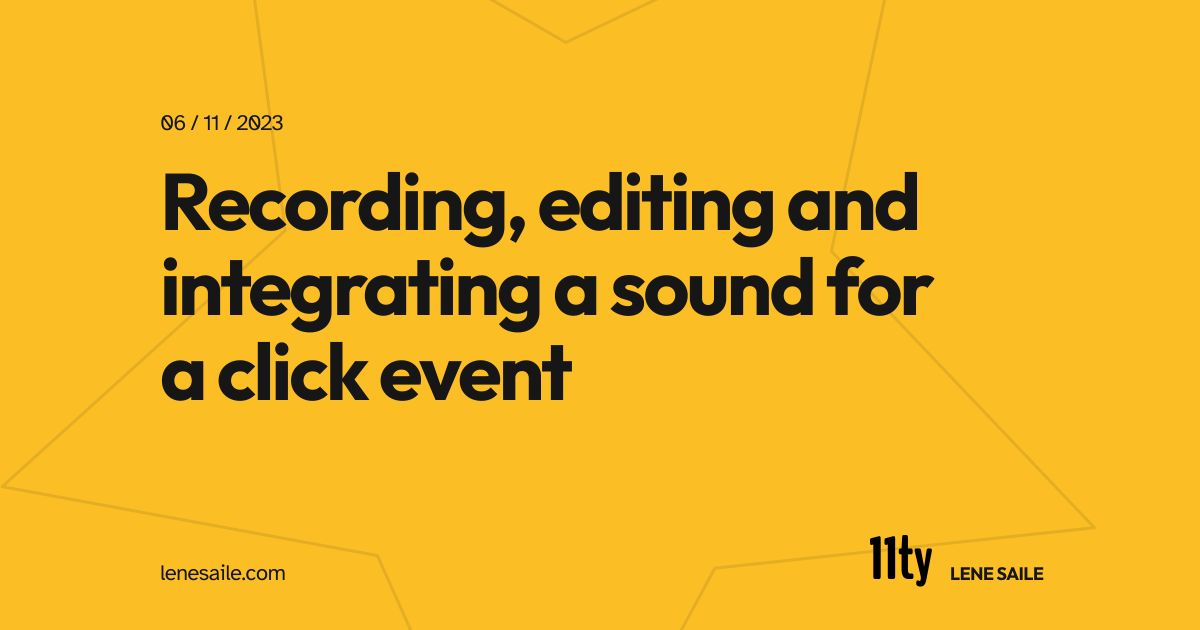 06 / 11 / 2023
Recording, editing and
integrating a sound for
a click event
lenesaile.com
11ty LENE SAILE